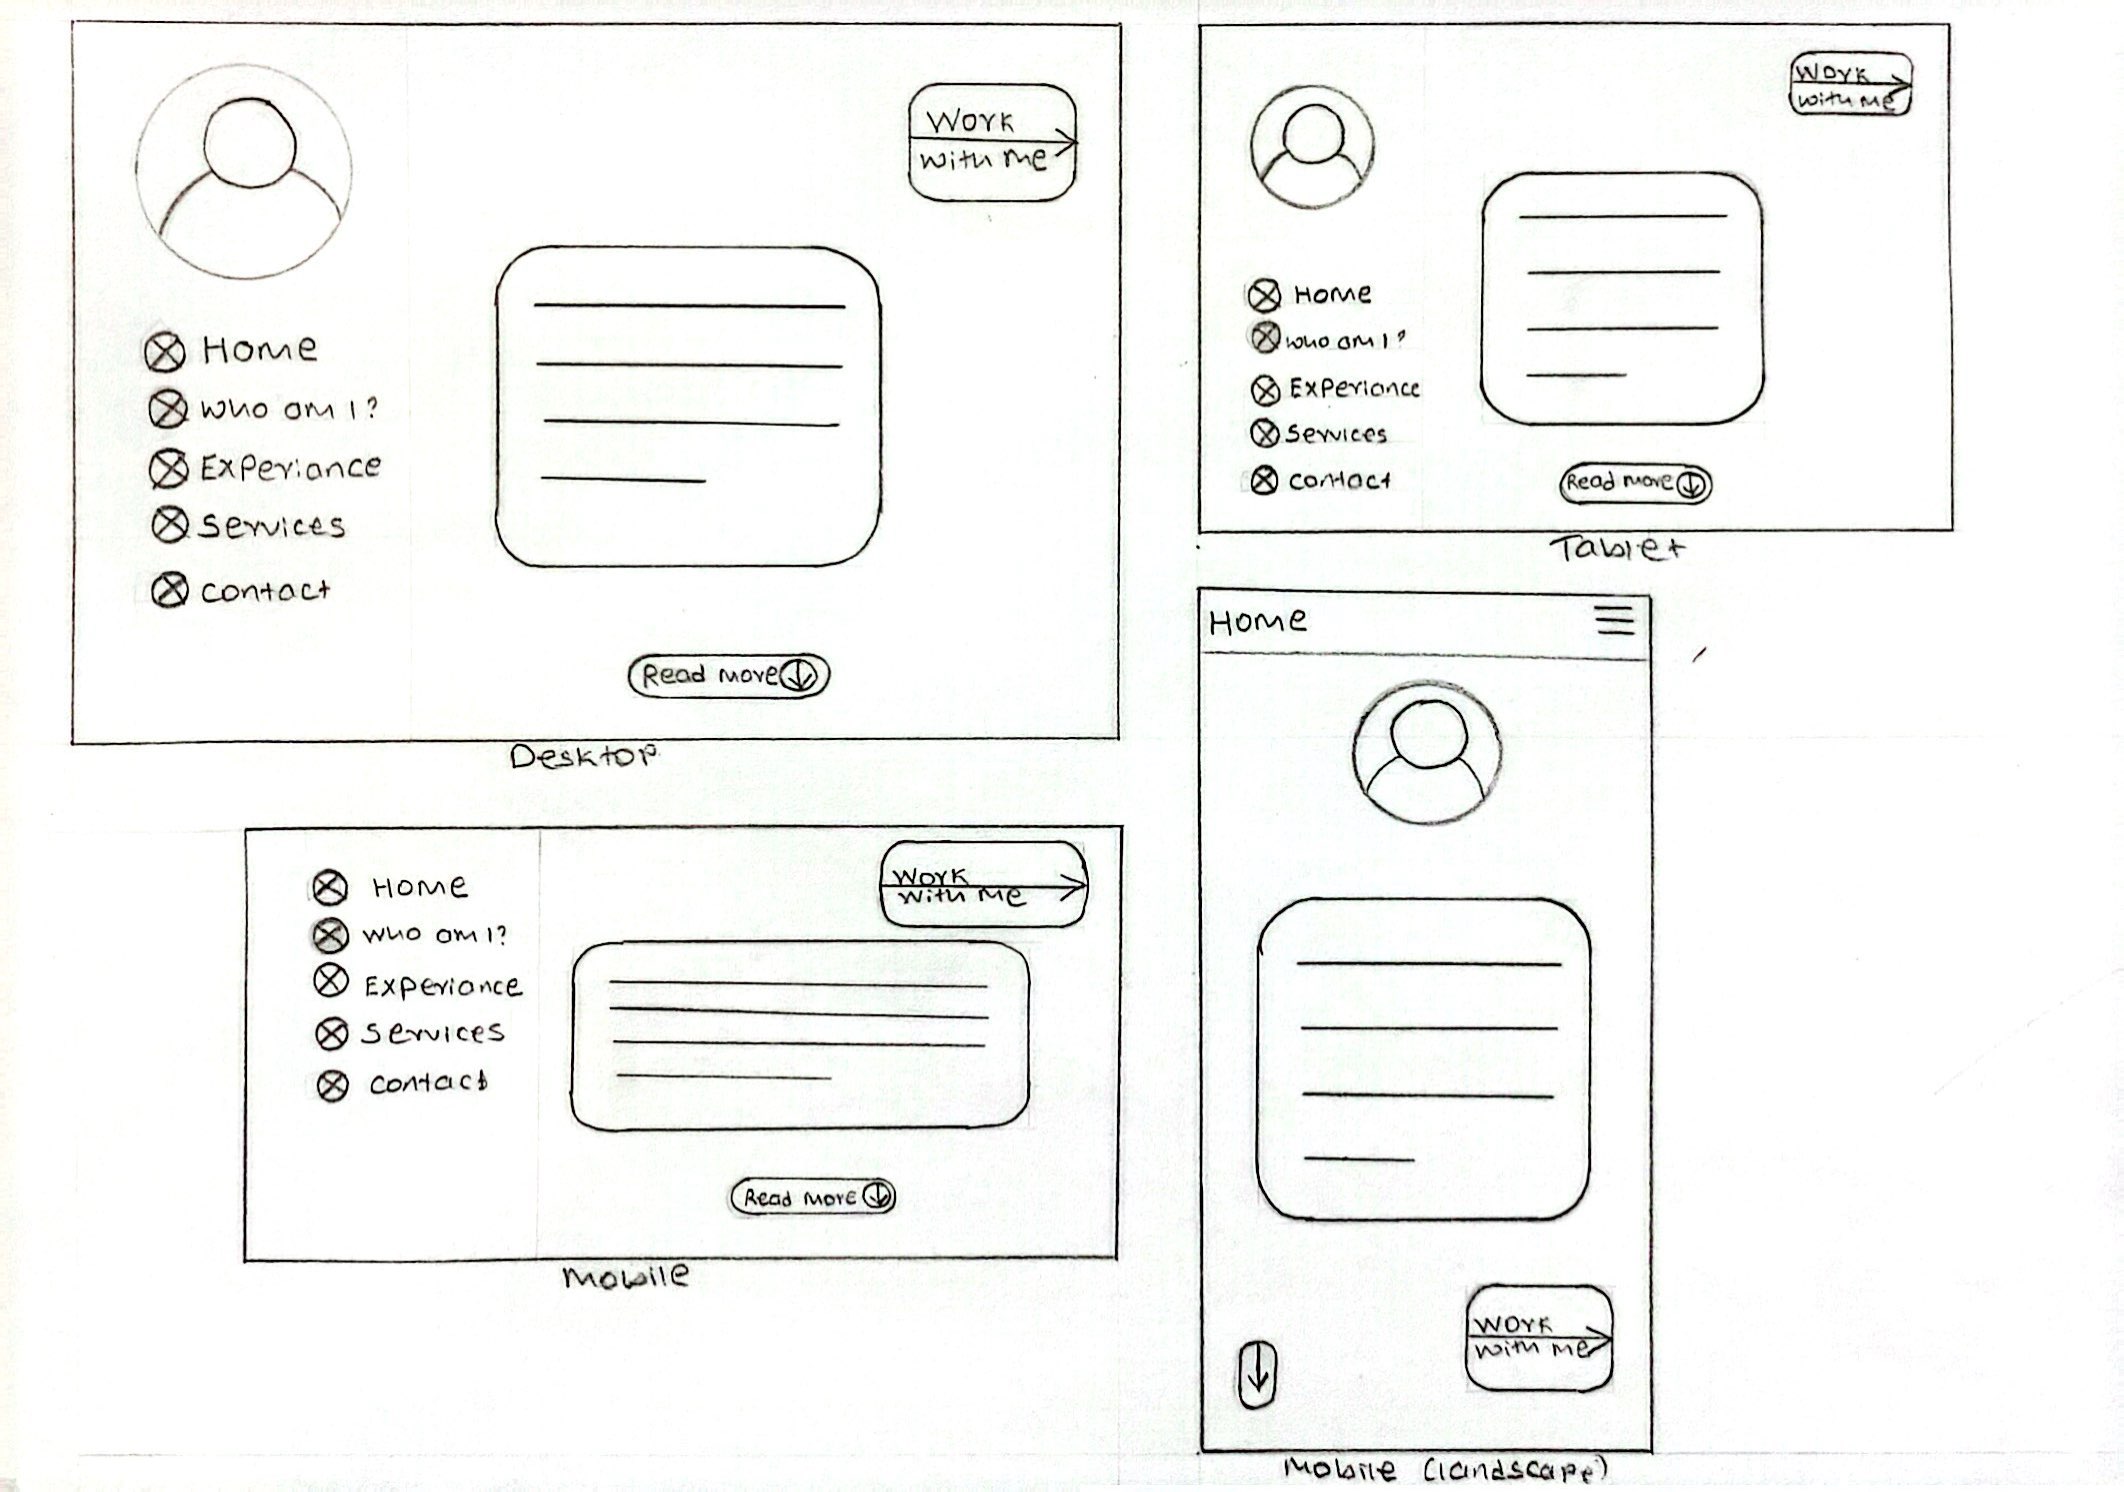 Work
with me
Home
who am I?
Experiance
Services
contact
Read more
Desktop
Work
with me
Home
who am I?
Experiance
Services
contact
Read more
Tablet
Home
who am I?
Experiance
Services
contact
Work
with me
Read more
Mobile
Home
Work
with me
Mobile (landscape)